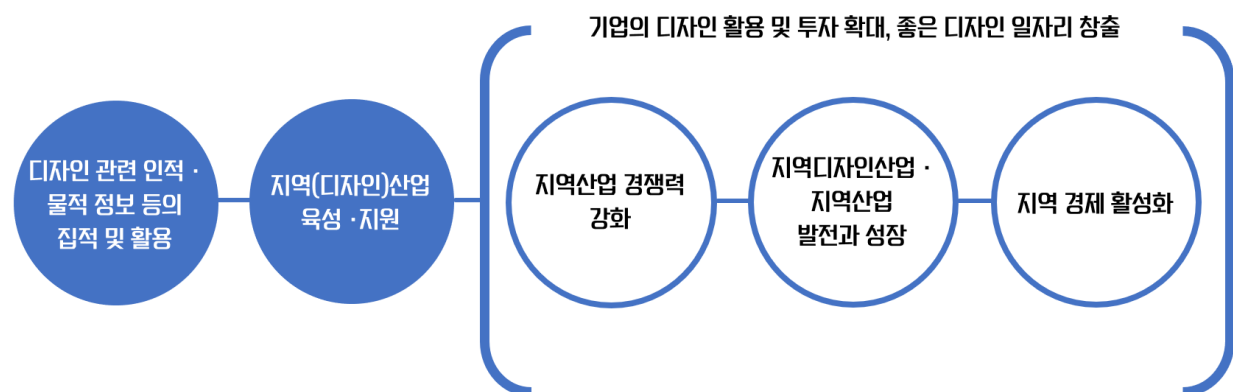 기업의 디자인 활용 및 투자 확대, 좋은 디자인 일자리 창출
디자인 관련 인적 ·
물적 정보 등의
집적 및 활용
지역(디자인)산업
육성 ·지원
지역산업 경쟁력
강화
지역디자인산업 ·
지역산업
발전과 성장
지역 경제 활성화